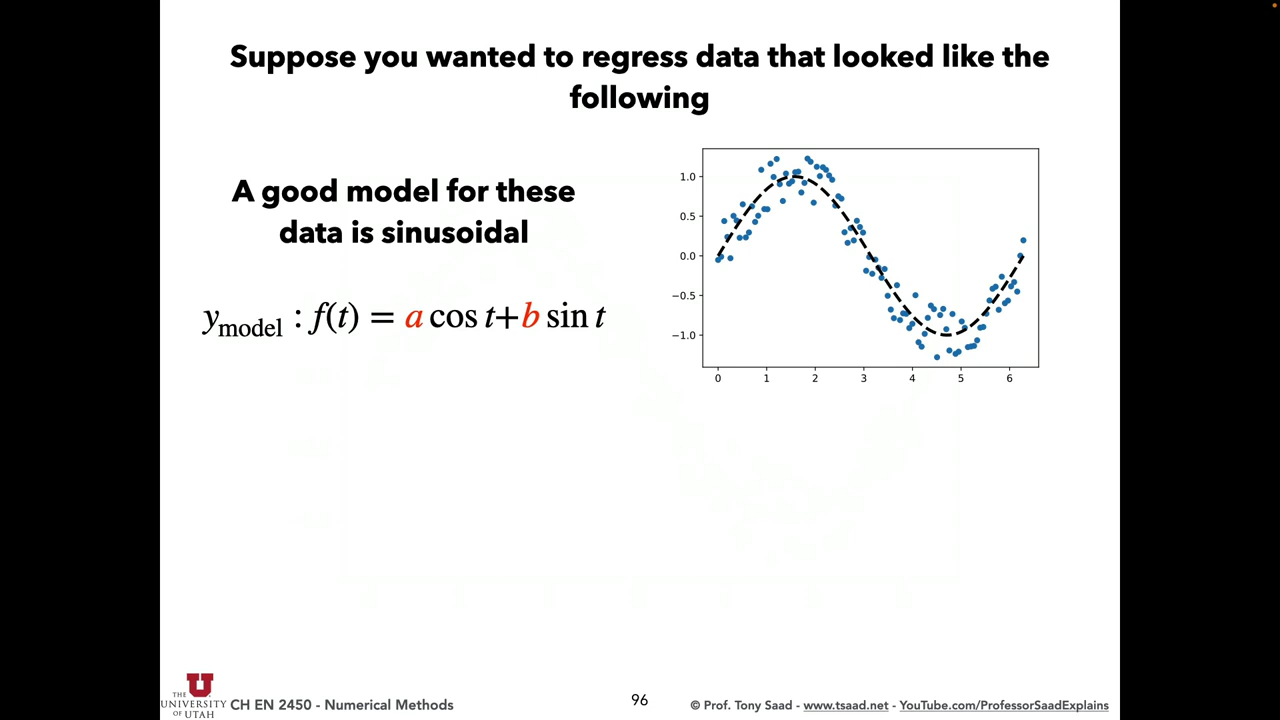 Suppose you wanted to regress data that looked like the
following
A good model for these
data is sinusoidal
y_model : f(t) = a cos t+b sin t
1.0
0.5
0.0
−0.5
−1.0
0 1 2 3 4 5 6
U
THE
UNIVERSITY
OF UTAH
CH EN 2450 - Numerical Methods
96
© Prof. Tony Saad - www.tsaad.net - YouTube.com/ProfessorSaadExplains